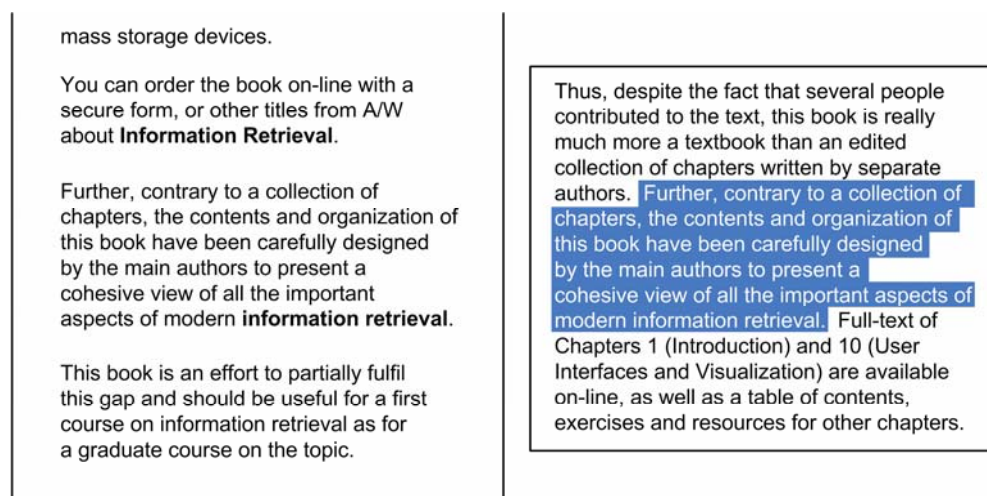 mass storage devices.
You can order the book on-line with a
secure form, or other titles from A/W
about Information Retrieval.
Further, contrary to a collection of
chapters, the contents and organization of
this book have been carefully designed
by the main authors to present a
cohesive view of all the important
aspects of modern information retrieval.
This book is an effort to partially fulfil
this gap and should be useful for a first
course on information retrieval as for
a graduate course on the topic.
Thus, despite the fact that several people
contributed to the text, this book is really
much more a textbook than an edited
collection of chapters written by separate
authors. Further, contrary to a collection of
chapters, the contents and organization of
this book have been carefully designed
by the main authors to present a
cohesive view of all the important aspects of
modern information retrieval. Full-text of
Chapters 1 (Introduction) and 10 (User
Interfaces and Visualization) are available
on-line, as well as a table of contents,
exercises and resources for other chapters.